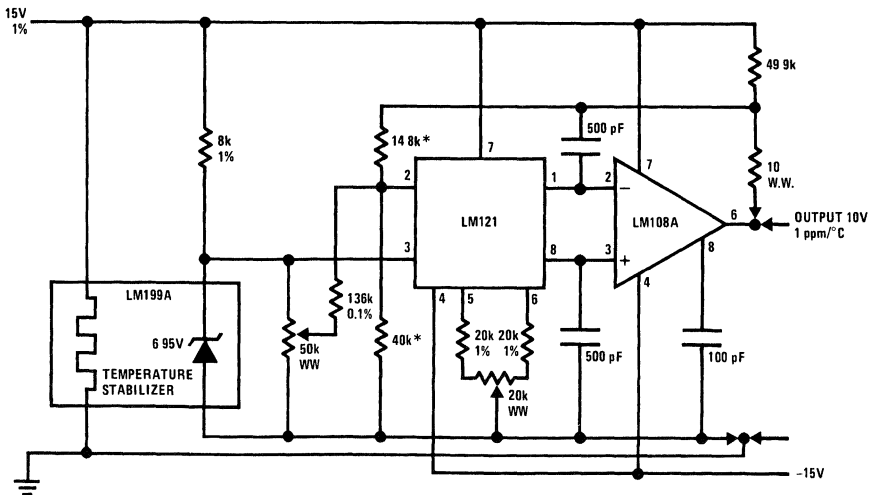 15V
1%
49 9k
8k
1%
14 8k*
500 pF
10
W.W.
7
7
2
1
2
−
LM121
LM108A
6
OUTPUT 10V
1 ppm/°C
3
8
3
+
8
4
LM199A
136k
0.1%
4
5
6
6 95V
50k
WW
40k*
20k
1%
20k
1%
500 pF
100 pF
TEMPERATURE
STABILIZER
20k
WW
−15V